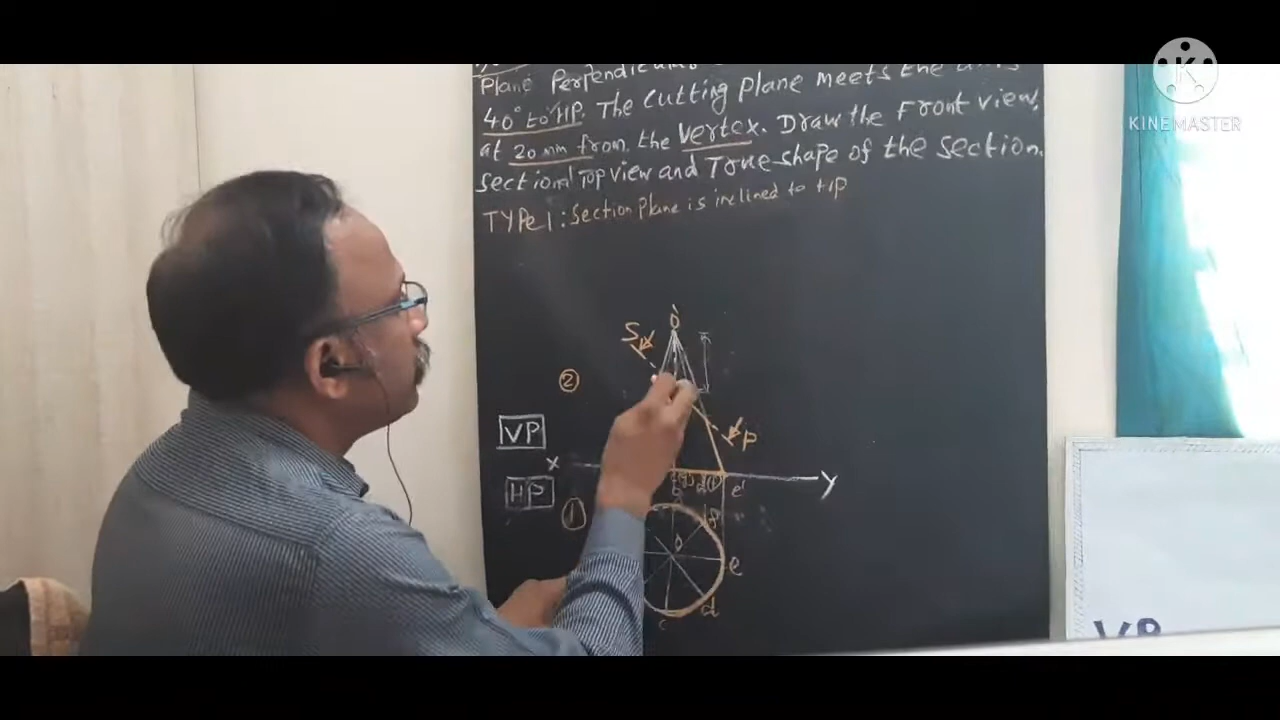 Plane Perpendicular
40° to HP. The cutting plane meets the axis
at 20 mm from the vertex. Draw the Front view,
sectional Top view and True shape of the section.
TYPe 1 : Section Plane is inclined to HP
KINEMASTER
o'
S
②
P
VP
X
Y
HP
e'
①
f
o
e
d
c
VP